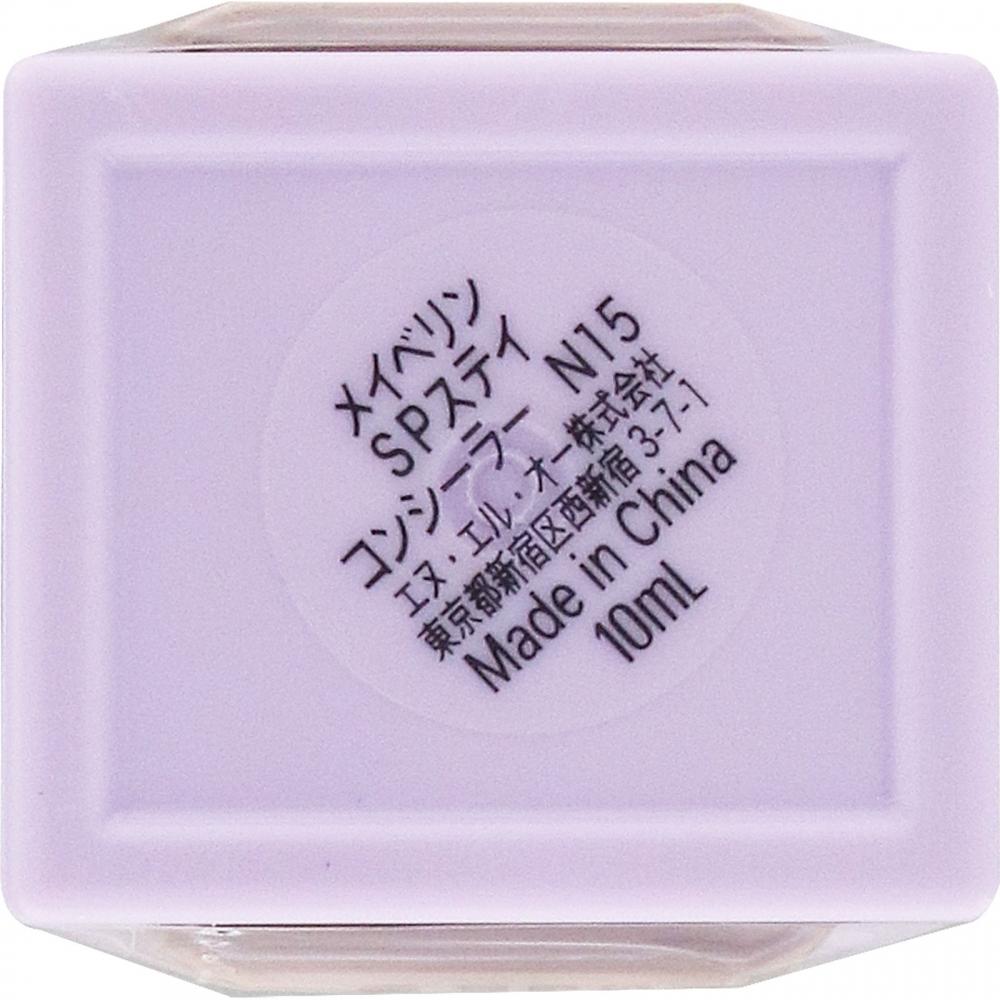 メイベリン
SPスティ
コンシーラー N15
エヌ・エル・オー株式会社
東京都新宿区西新宿 3-7-1
Made in China
10mL